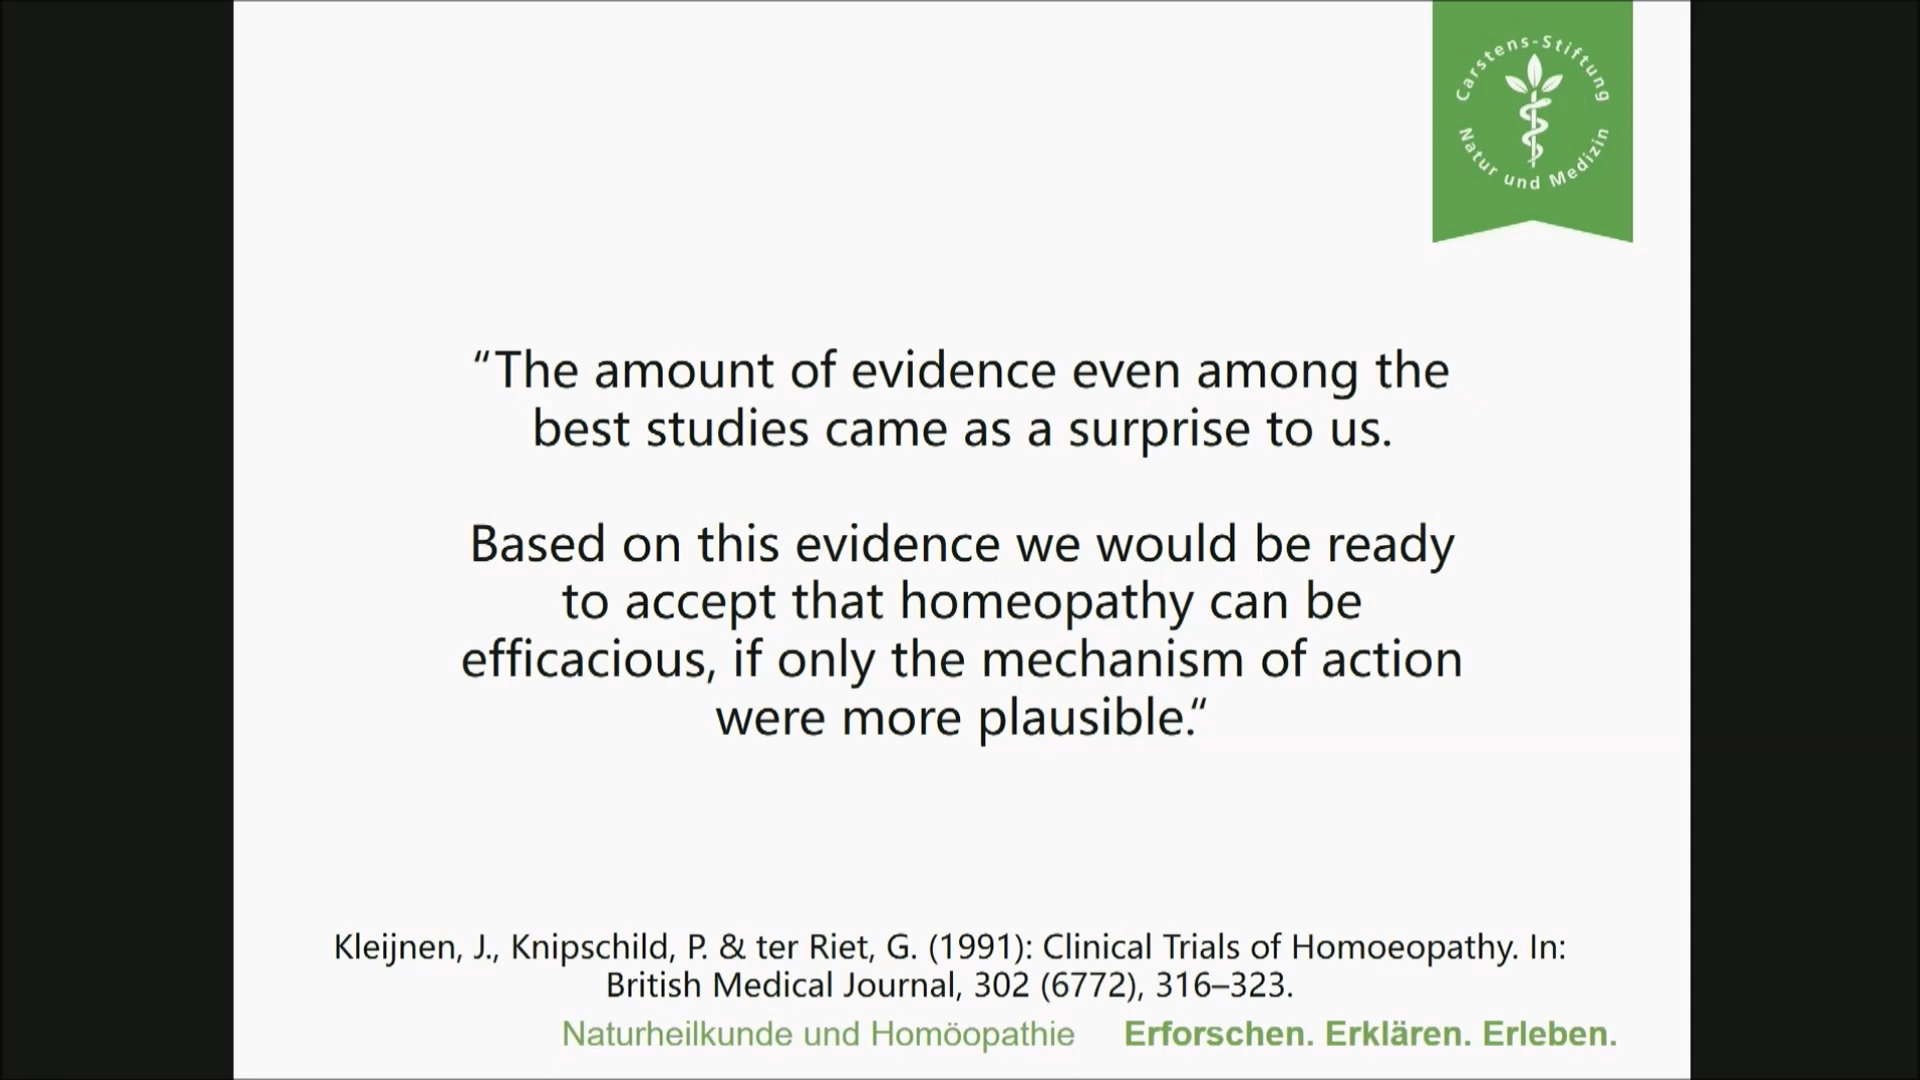 Carstens-Stiftung
Natur und Medizin
“The amount of evidence even among the
best studies came as a surprise to us.
Based on this evidence we would be ready
to accept that homeopathy can be
efficacious, if only the mechanism of action
were more plausible.“
Kleijnen, J., Knipschild, P. & ter Riet, G. (1991): Clinical Trials of Homoeopathy. In:
British Medical Journal, 302 (6772), 316–323.
Naturheilkunde und Homöopathie Erforschen. Erklären. Erleben.